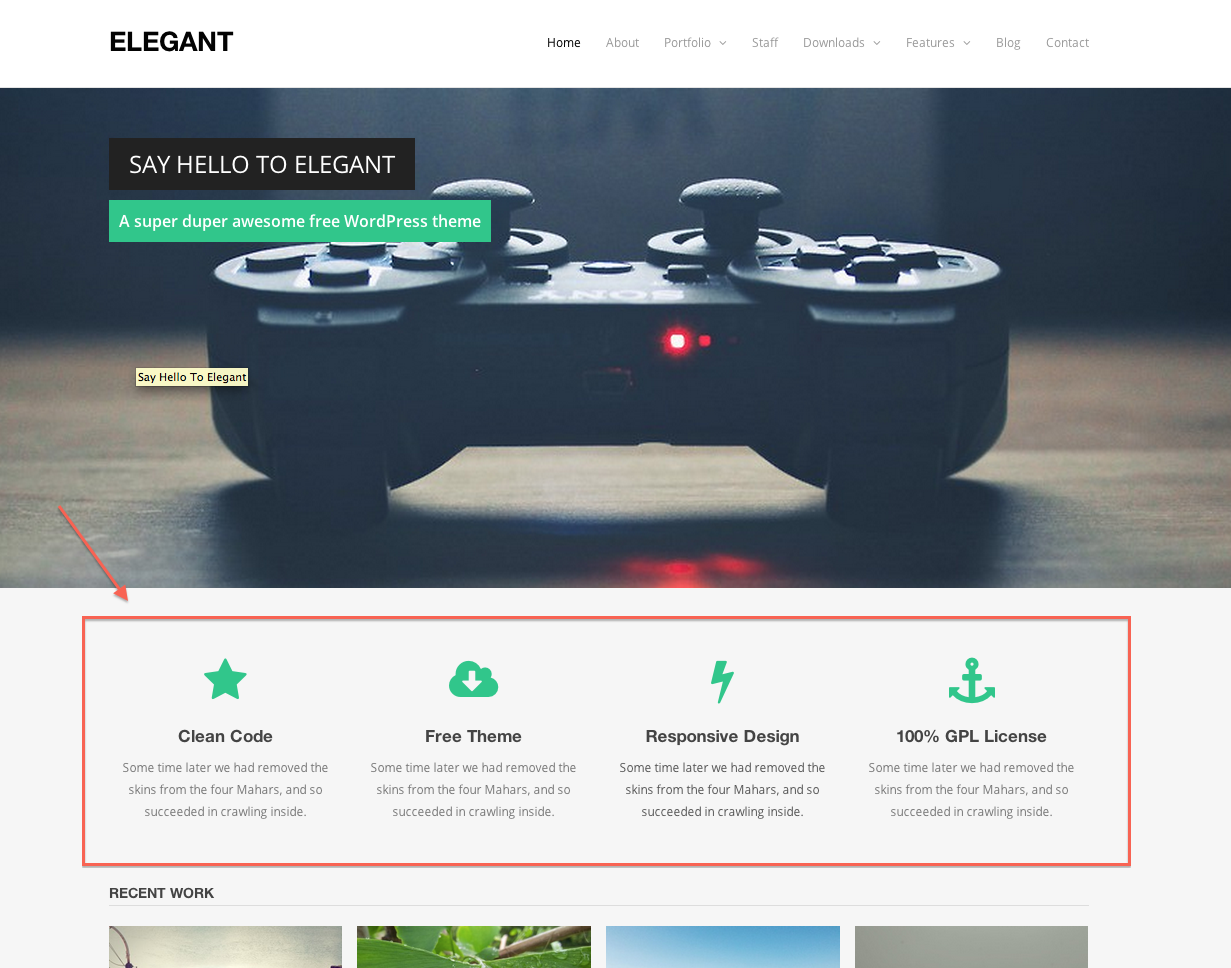 ELEGANT
Home About Portfolio Staff Downloads Features Blog Contact
SAY HELLO TO ELEGANT
A super duper awesome free WordPress theme
SONY
Say Hello To Elegant
Clean Code
Some time later we had removed the
skins from the four Mahars, and so
succeeded in crawling inside.
Free Theme
Some time later we had removed the
skins from the four Mahars, and so
succeeded in crawling inside.
Responsive Design
Some time later we had removed the
skins from the four Mahars, and so
succeeded in crawling inside.
100% GPL License
Some time later we had removed the
skins from the four Mahars, and so
succeeded in crawling inside.
RECENT WORK